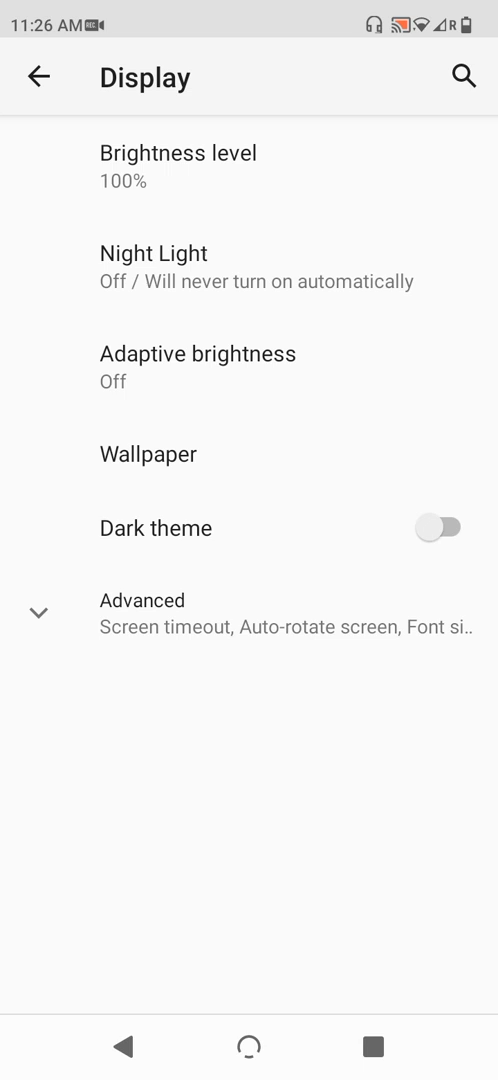 11:26 AM REC R
Display
Brightness level
100%
Night Light
Off / Will never turn on automatically
Adaptive brightness
Off
Wallpaper
Dark theme
Advanced
Screen timeout, Auto-rotate screen, Font si..